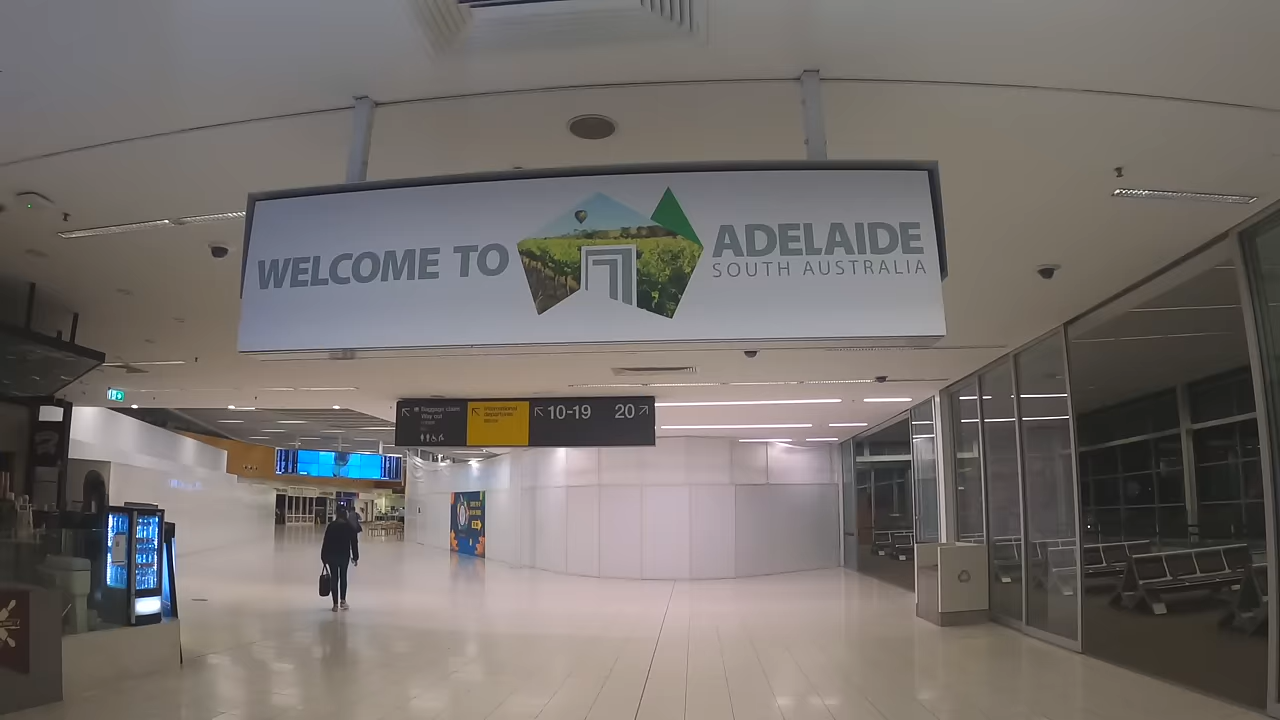 WELCOME TO
ADELAIDE
SOUTH AUSTRALIA
Baggage claim
Way out
International
departures
10-19
20